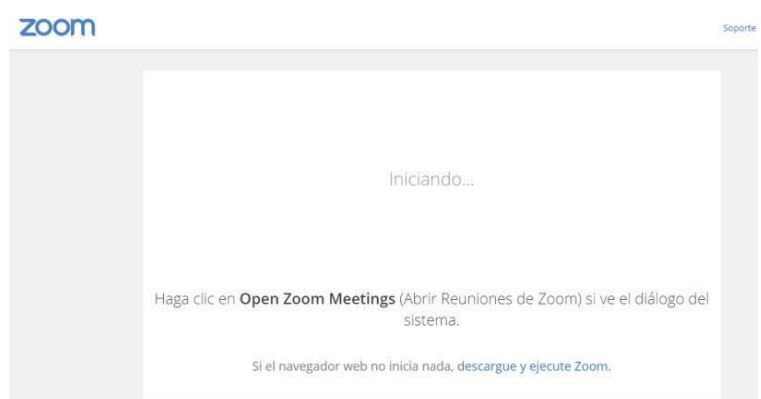 zoom
Soporte
Iniciando...
Haga clic en Open Zoom Meetings (Abrir Reuniones de Zoom) si ve el diálogo del
sistema.
Si el navegador web no inicia nada, descargue y ejecute Zoom.